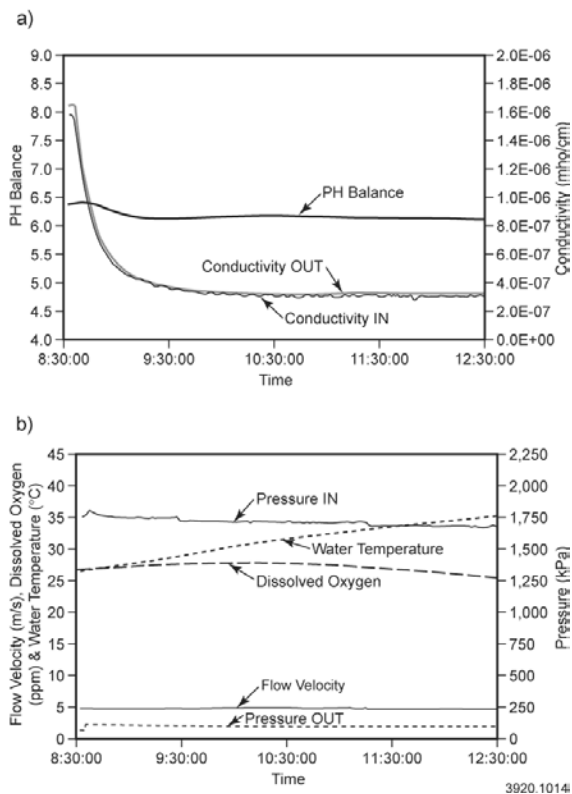 a)
PH Balance
9.0
8.5
8.0
7.5
7.0
6.5
6.0
5.5
5.0
4.5
4.0
2.0E-06
1.8E-06
1.6E-06
1.4E-06
1.2E-06
1.0E-06
8.0E-07
6.0E-07
4.0E-07
2.0E-07
0.0E+00
Conductivity (mho/cm)
PH Balance
Conductivity OUT
Conductivity IN
8:30:00 9:30:00 10:30:00 11:30:00 12:30:00
Time
b)
Flow Velocity (m/s), Dissolved Oxygen
(ppm) & Water Temperature (°C)
45
40
35
30
25
20
15
10
5
0
2,250
2,000
1,750
1,500
1,250
1,000
750
500
250
0
Pressure (kPa)
Pressure IN
Water Temperature
Dissolved Oxygen
Flow Velocity
Pressure OUT
8:30:00 9:30:00 10:30:00 11:30:00 12:30:00
Time